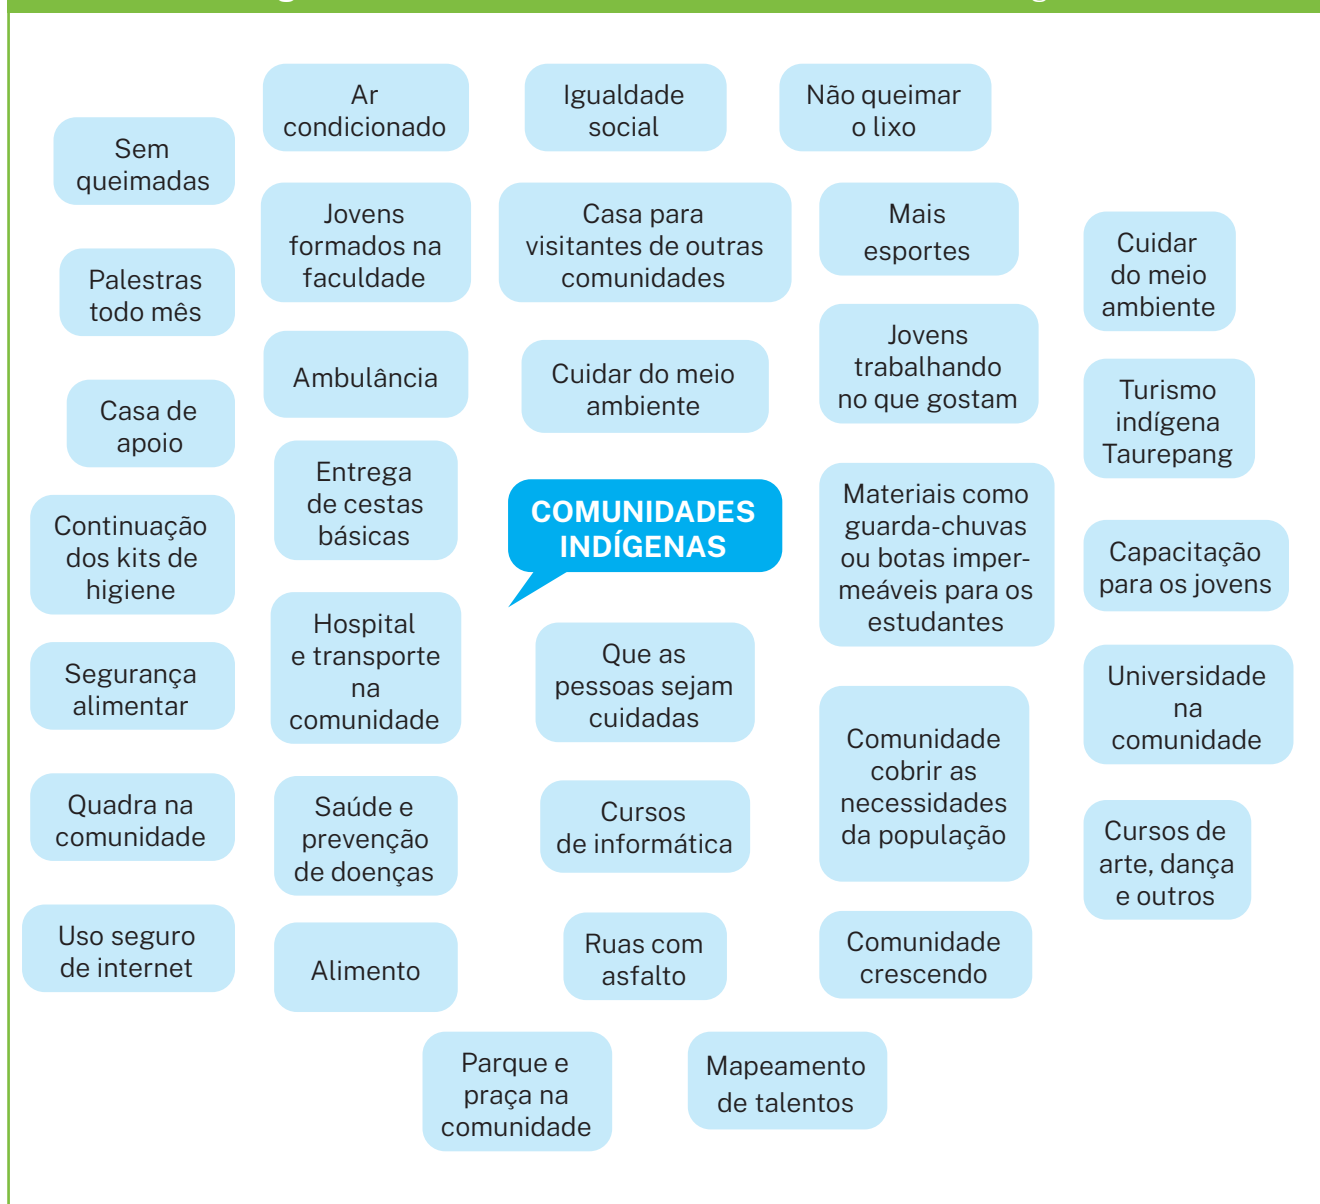 Ar
condicionado
Igualdade
social
Não queimar
o lixo
Sem
queimadas
Jovens
formados na
faculdade
Casa para
visitantes de outras
comunidades
Mais
esportes
Cuidar
do meio
ambiente
Palestras
todo mês
Ambulância
Cuidar do meio
ambiente
Jovens
trabalhando
no que gostam
Turismo
indígena
Taurepang
Casa de
apoio
Entrega
de cestas
básicas
COMUNIDADES
INDÍGENAS
Materiais como
guarda-chuvas
ou botas imper-
meáveis para os
estudantes
Capacitação
para os jovens
Continuação
dos kits de
higiene
Hospital
e transporte
na
comunidade
Que as
pessoas sejam
cuidadas
Universidade
na
comunidade
Segurança
alimentar
Comunidade
cobrir as
necessidades
da população
Quadra na
comunidade
Saúde e
prevenção
de doenças
Cursos
de informática
Cursos de
arte, dança
e outros
Uso seguro
de internet
Alimento
Ruas com
asfalto
Comunidade
crescendo
Parque e
praça na
comunidade
Mapeamento
de talentos